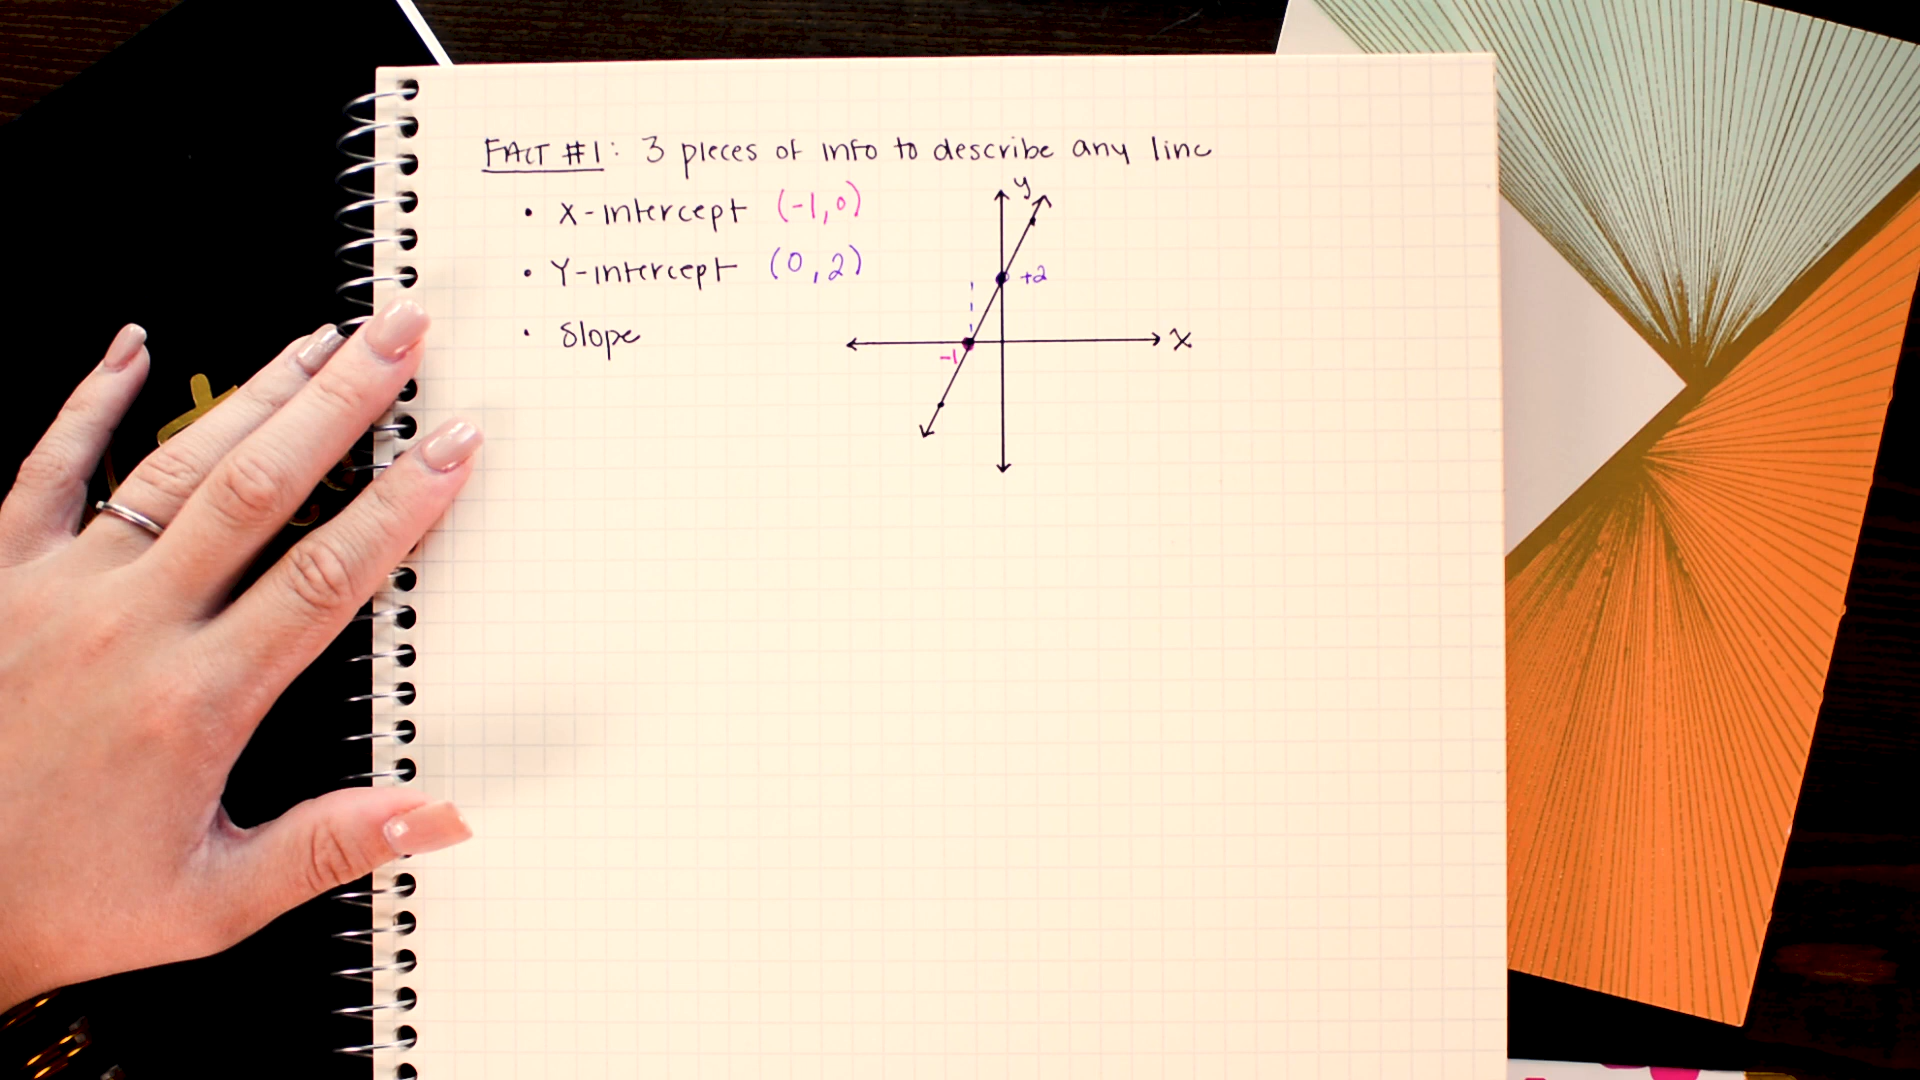 FACT #1: 3 pieces of info to describe any line
• X-intercept (-1,0)
• Y-intercept (0,2)
• Slope
y
+2
-1
X